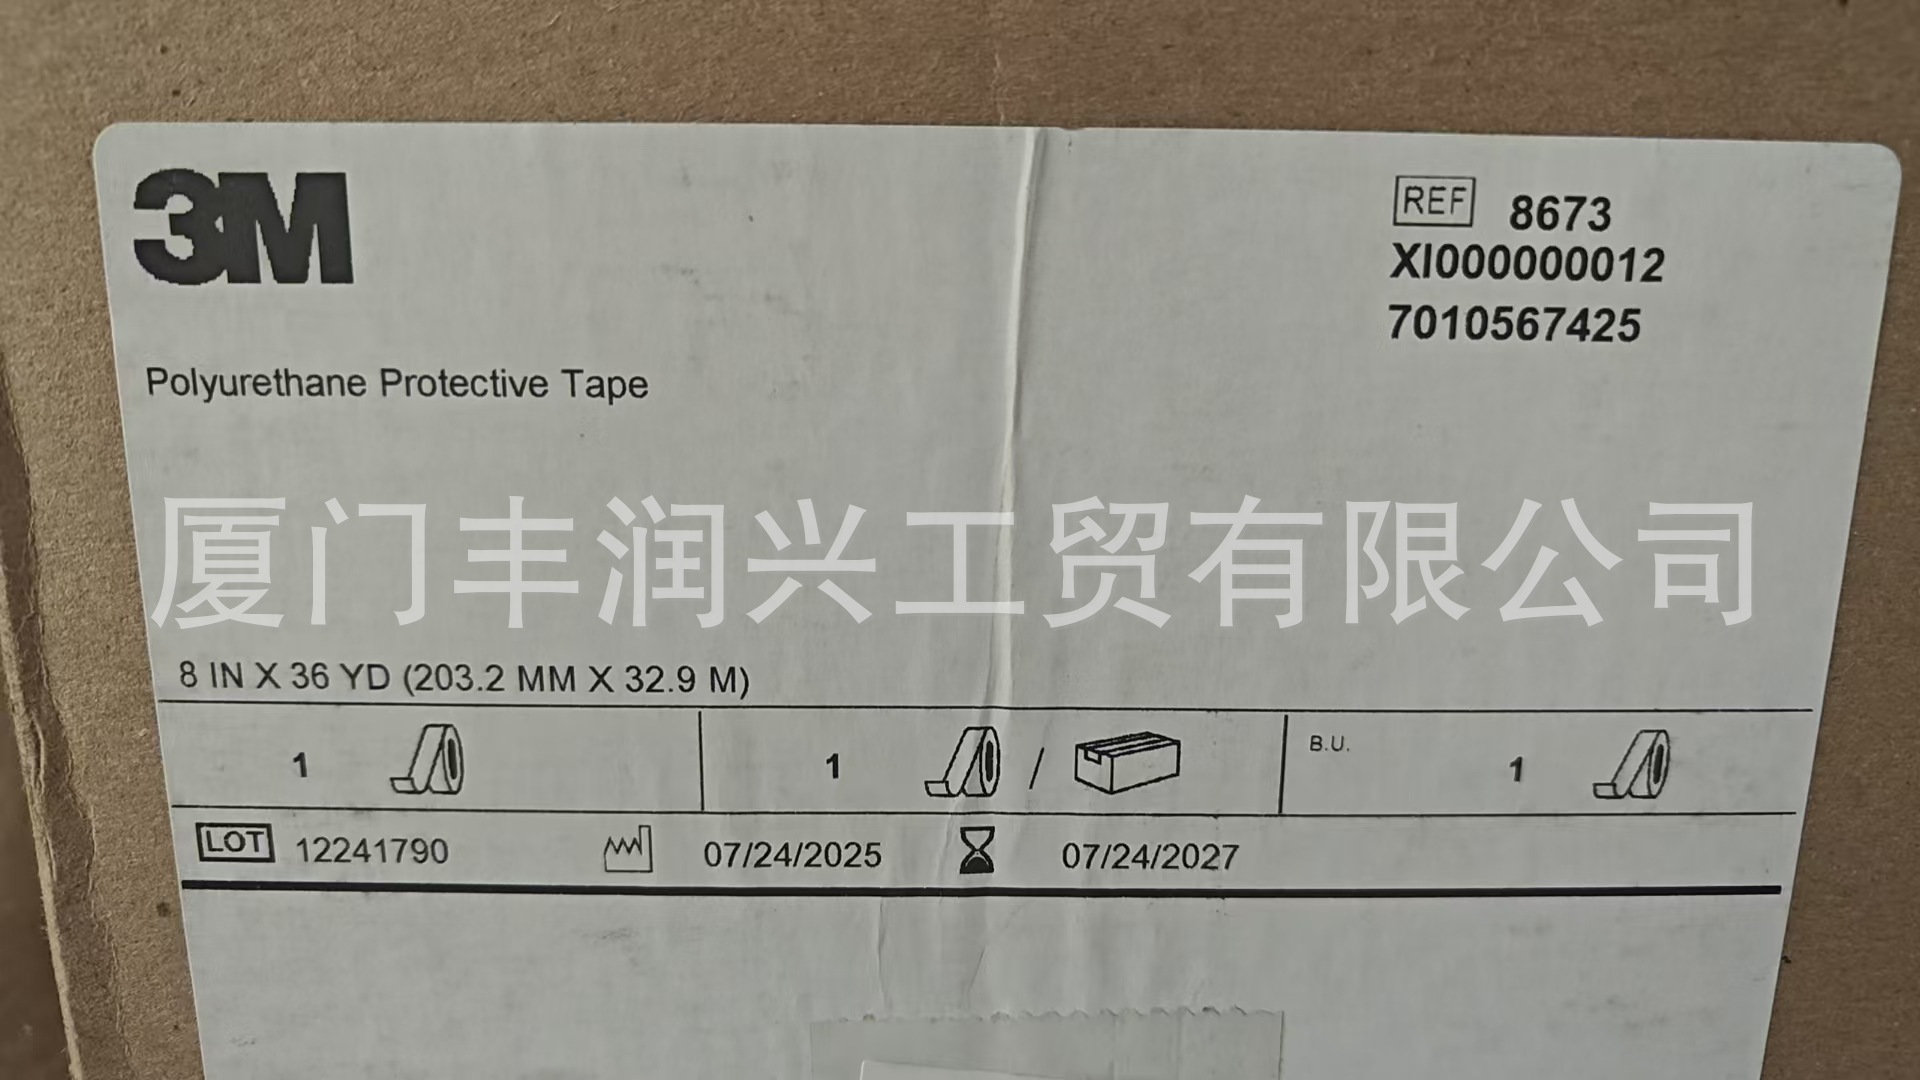 3M
REF 8673
XI000000012
7010567425
Polyurethane Protective Tape
厦门丰润兴工贸有限公司
8 IN X 36 YD (203.2 MM X 32.9 M)
1 1 / B.U. 1
LOT 12241790 07/24/2025 07/24/2027